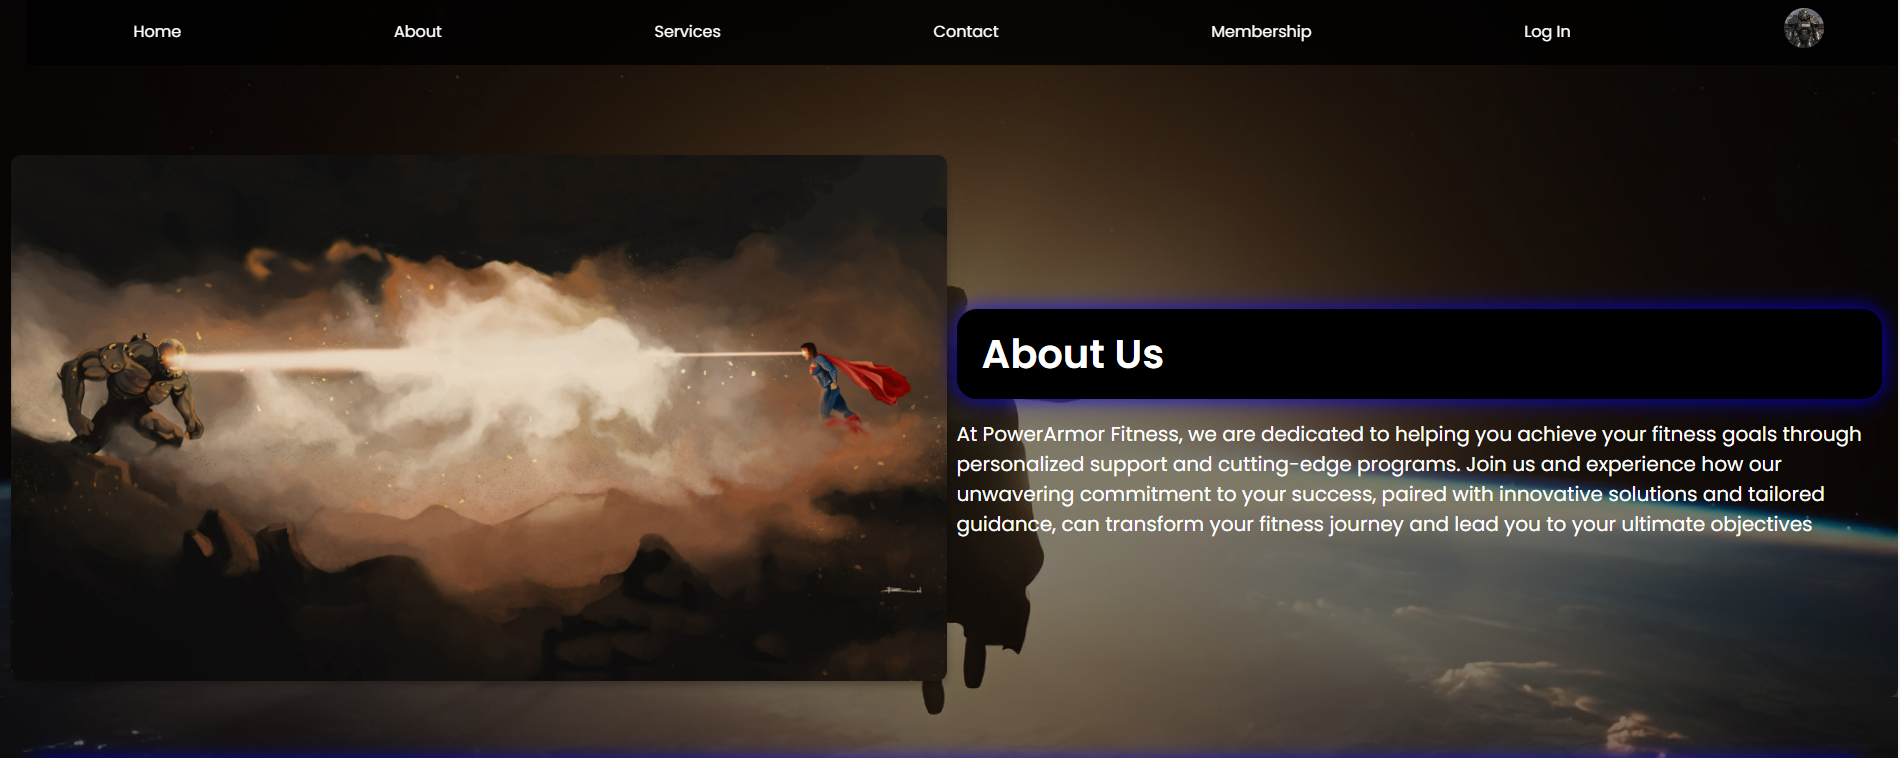 Home About Services Contact Membership Log In
About Us
At PowerArmor Fitness, we are dedicated to helping you achieve your fitness goals through
personalized support and cutting-edge programs. Join us and experience how our
unwavering commitment to your success, paired with innovative solutions and tailored
guidance, can transform your fitness journey and lead you to your ultimate objectives